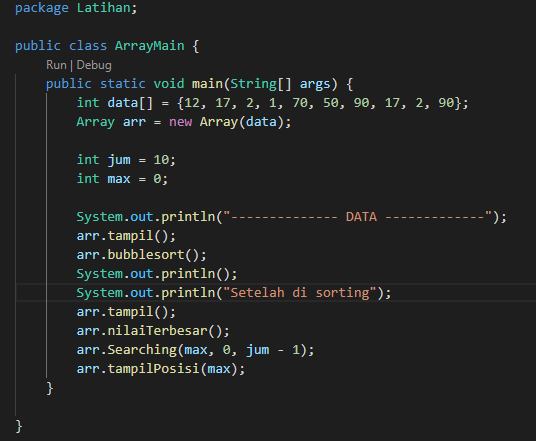 package Latihan;
public class ArrayMain {
Run | Debug
public static void main(String[] args) {
int data[] = {12, 17, 2, 1, 70, 50, 90, 17, 2, 90};
Array arr = new Array(data);
int jum = 10;
int max = 0;
System.out.println("-------------- DATA -------------");
arr.tampil();
arr.bubblesort();
System.out.println();
System.out.println("Setelah di sorting");
arr.tampil();
arr.nilaiTerbesar();
arr.Searching(max, 0, jum - 1);
arr.tampilPosisi(max);
}
}